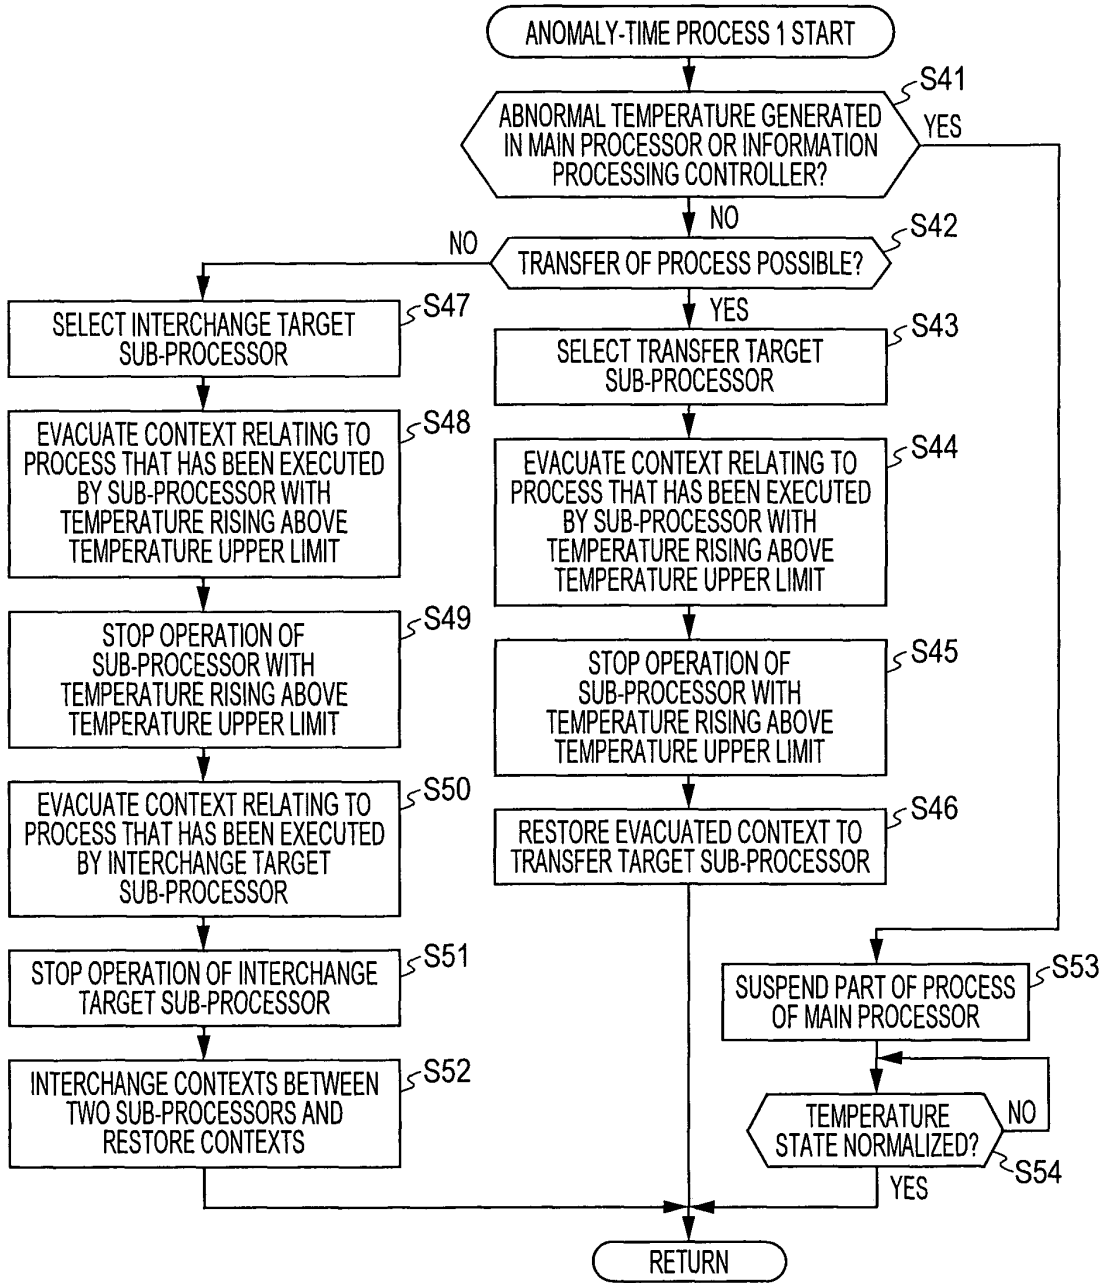 ANOMALY-TIME PROCESS 1 START
S41
ABNORMAL TEMPERATURE GENERATED
IN MAIN PROCESSOR OR INFORMATION
PROCESSING CONTROLLER?
YES
NO
S42
TRANSFER OF PROCESS POSSIBLE?
NO
YES
S47
SELECT INTERCHANGE TARGET
SUB-PROCESSOR
S48
EVACUATE CONTEXT RELATING TO
PROCESS THAT HAS BEEN EXECUTED
BY SUB-PROCESSOR WITH
TEMPERATURE RISING ABOVE
TEMPERATURE UPPER LIMIT
S49
STOP OPERATION OF
SUB-PROCESSOR WITH
TEMPERATURE RISING ABOVE
TEMPERATURE UPPER LIMIT
S50
EVACUATE CONTEXT RELATING TO
PROCESS THAT HAS BEEN EXECUTED
BY INTERCHANGE TARGET
SUB-PROCESSOR
S51
STOP OPERATION OF INTERCHANGE
TARGET SUB-PROCESSOR
S52
INTERCHANGE CONTEXTS BETWEEN
TWO SUB-PROCESSORS AND
RESTORE CONTEXTS
S43
SELECT TRANSFER TARGET
SUB-PROCESSOR
S44
EVACUATE CONTEXT RELATING TO
PROCESS THAT HAS BEEN EXECUTED
BY SUB-PROCESSOR WITH
TEMPERATURE RISING ABOVE
TEMPERATURE UPPER LIMIT
S45
STOP OPERATION OF
SUB-PROCESSOR WITH
TEMPERATURE RISING ABOVE
TEMPERATURE UPPER LIMIT
S46
RESTORE EVACUATED CONTEXT TO
TRANSFER TARGET SUB-PROCESSOR
S53
SUSPEND PART OF PROCESS
OF MAIN PROCESSOR
TEMPERATURE
STATE NORMALIZED?
NO
S54
YES
RETURN